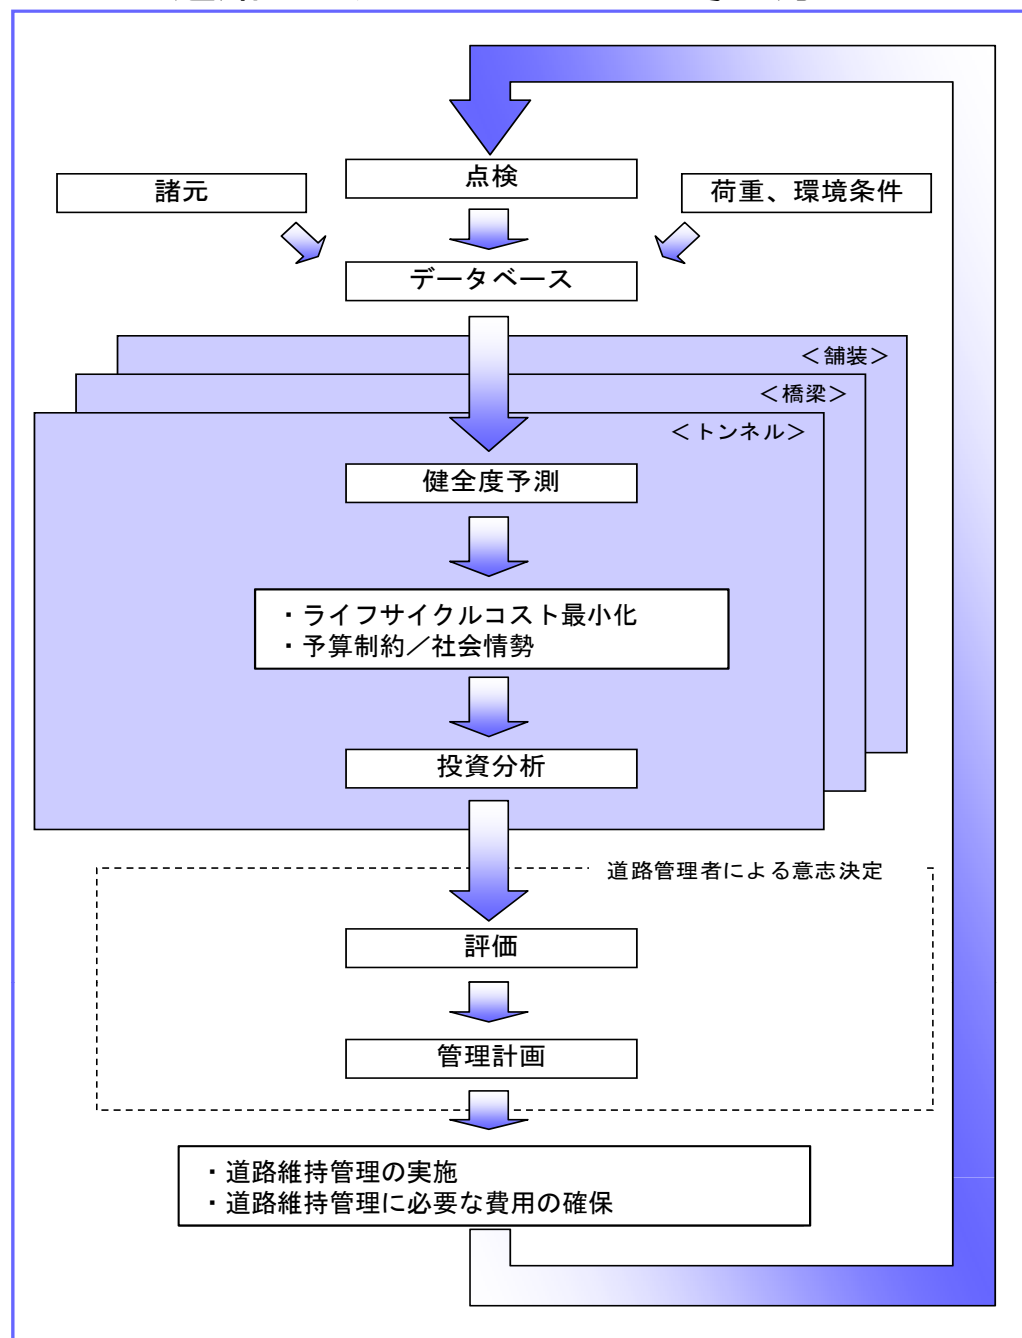 点検
諸元
荷重、環境条件
データベース
＜舗装＞
＜橋梁＞
＜トンネル＞
健全度予測
・ライフサイクルコスト最小化
・予算制約／社会情勢
投資分析
道路管理者による意志決定
評価
管理計画
・道路維持管理の実施
・道路維持管理に必要な費用の確保